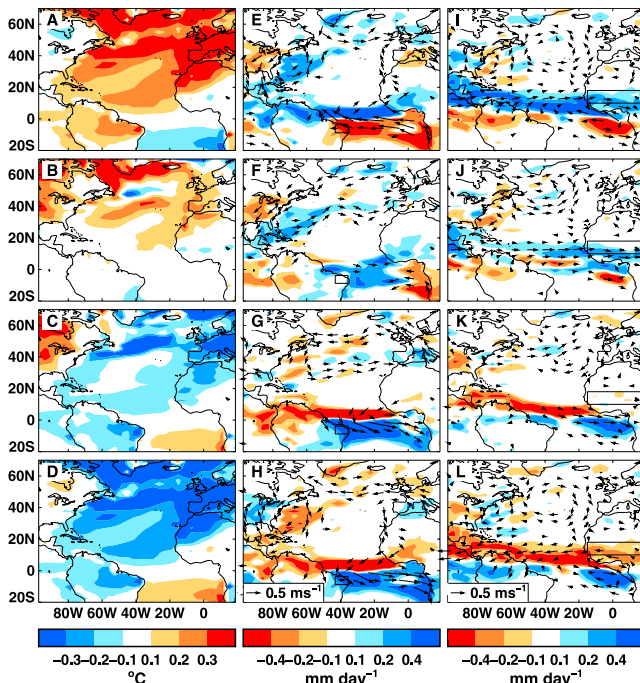 A E I
60N
40N
20N
0
20S
B F J
60N
40N
20N
0
20S
C G K
60N
40N
20N
0
20S
D H L
60N
40N
20N
0
20S
0.5 ms⁻¹ 0.5 ms⁻¹
80W 60W 40W 20W 0 80W 60W 40W 20W 0 80W 60W 40W 20W 0
−0.3−0.2−0.1 0.1 0.2 0.3 −0.4−0.2−0.1 0.1 0.2 0.4 −0.4−0.2−0.1 0.1 0.2 0.4
°C mm day⁻¹ mm day⁻¹